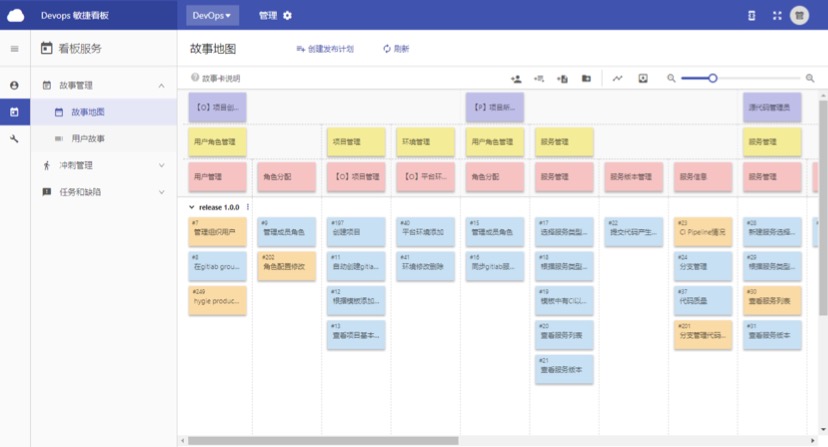 Devops 敏捷看板
DevOps
管理
看板服务
故事地图
创建发布计划
刷新
故事管理
故事地图
用户故事
冲刺管理
任务和缺陷
故事卡说明
【O】项目创...
【P】项目所...
源代码管理员
用户角色管理
项目管理
环境管理
用户角色管理
服务管理
服务管理
用户管理
角色分配
【O】项目管理
【O】平台环...
角色分配
服务管理
服务版本管理
服务信息
服务管理
release 1.0.0
#7
管理组织用户
#9
管理成员角色
#197
创建项目
#40
平台环境添加
#15
管理成员角色
#17
选择服务类型...
#22
提交代码产生...
#23
CI Pipeline情况
新建服务选择...
#8
在gitlab grou...
#202
角色配置修改
#11
自动创建gitla...
#41
环境修改删除
#16
同步gitlab服...
#18
根据服务类型...
#24
分支管理
根据服务类型...
#249
hygie produc...
#12
根据模板添加...
#19
模板中有CI以...
#37
代码质量
查看服务列表
#13
查看项目基本...
#20
查看服务列表
#201
分支管理代码...
查看服务版本
#21
查看服务版本